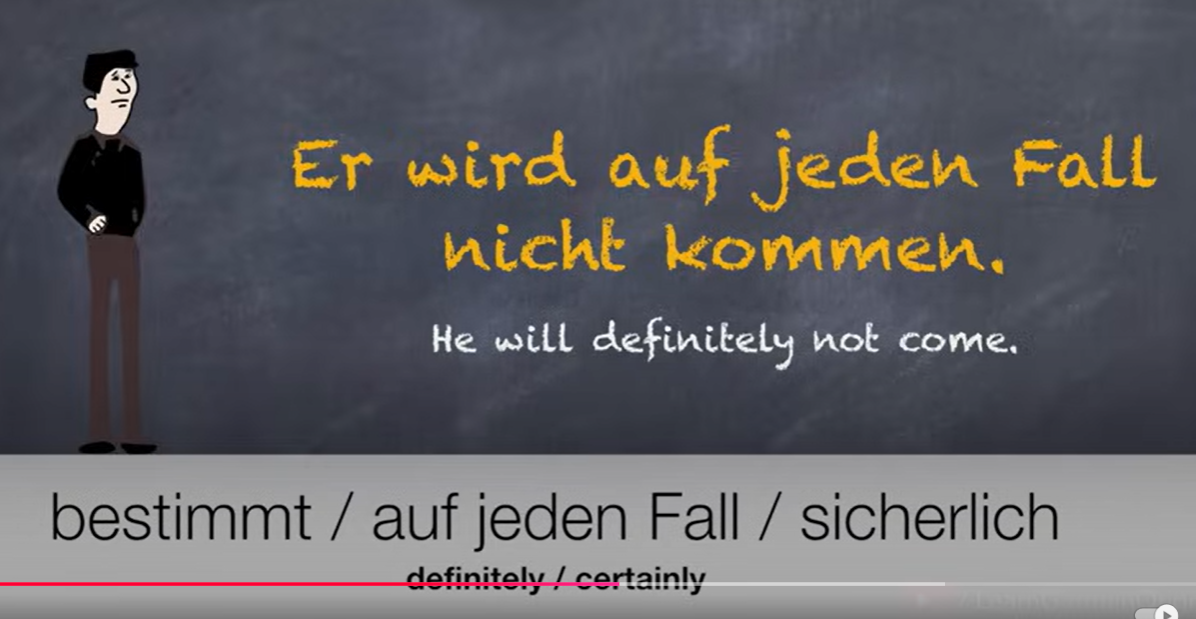 Er wird auf jeden Fall
nicht kommen.
He will definitely not come.
bestimmt / auf jeden Fall / sicherlich
definitely / certainly